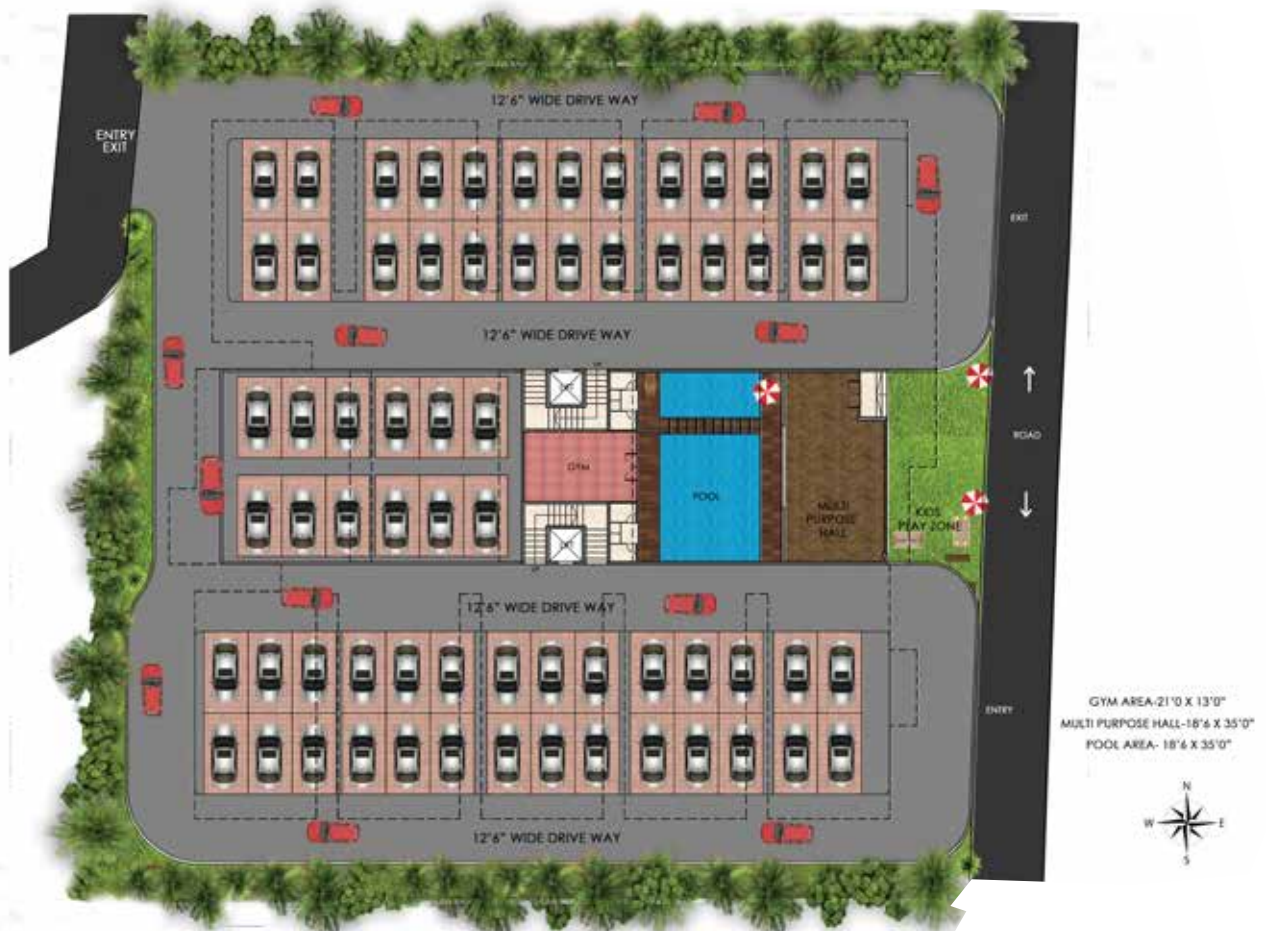 12'6" WIDE DRIVE WAY
ENTRY
EXIT
EXIT
12'6" WIDE DRIVE WAY
LIFT
ROAD
GYM
POOL
MULTI
PURPOSE
HALL
KIDS
PLAY ZONE
LIFT
12'6" WIDE DRIVE WAY
ENTRY
GYM AREA-21'0 X 13'0"
MULTI PURPOSE HALL-18'6 X 35'0"
POOL AREA- 18'6 X 35'0"
N
W
E
S
12'6" WIDE DRIVE WAY